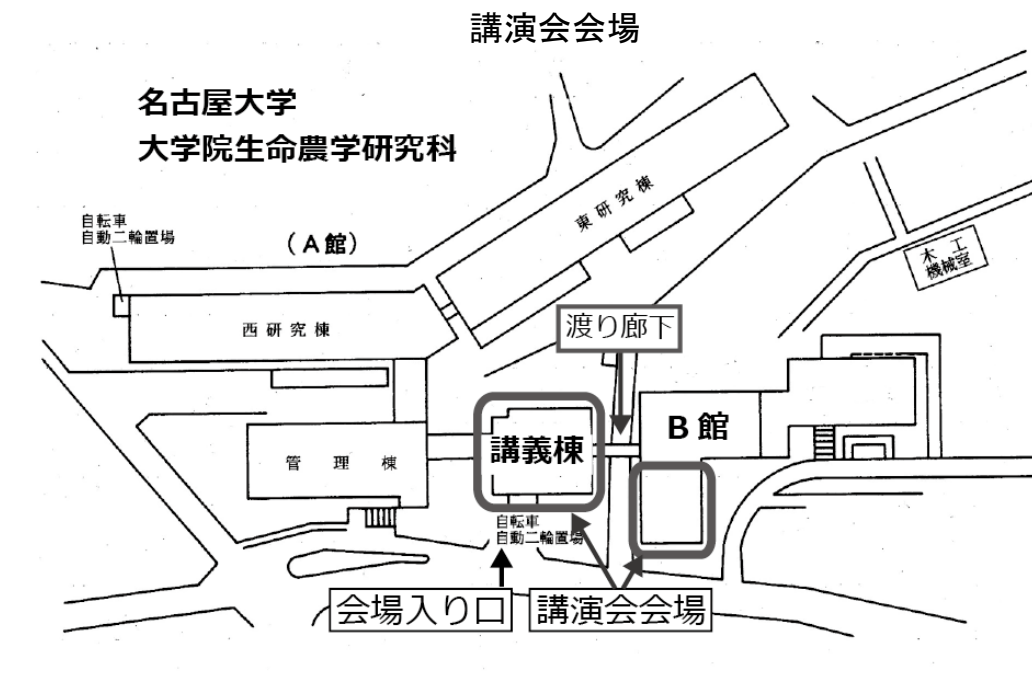 講演会会場
名古屋大学
大学院生命農学研究科
自転車
自動二輪置場
(A館)
東研究棟
木工
機械室
西研究棟
渡り廊下
講義棟
B館
管理棟
自転車
自動二輪置場
会場入り口
講演会会場